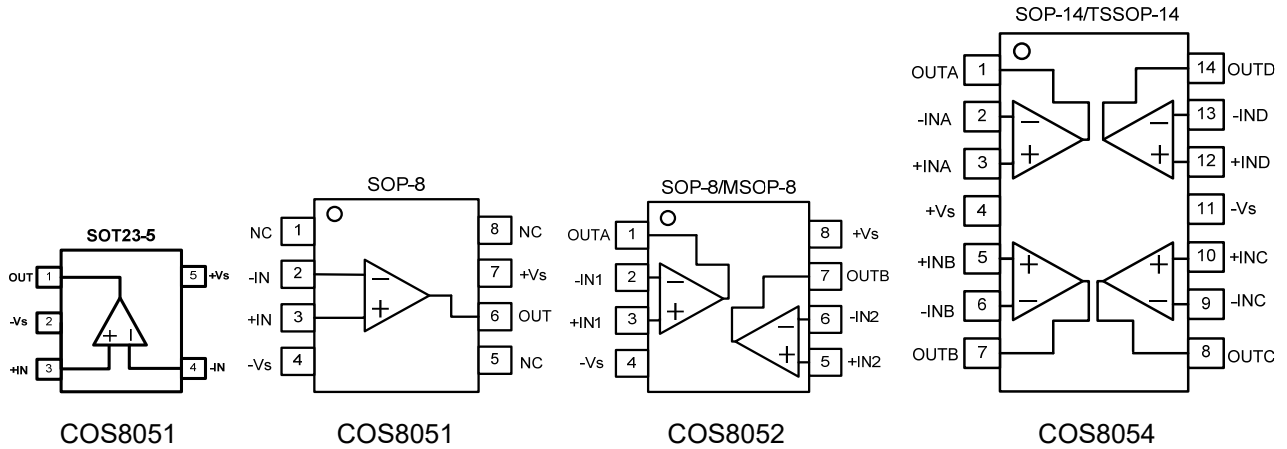 SOT23-5
OUT 1
5 +Vs
-Vs 2
+IN 3
4 -IN
+ −
COS8051
SOP-8
NC 1
8 NC
-IN 2
7 +Vs
+IN 3
6 OUT
-Vs 4
5 NC
−
+
COS8051
SOP-8/MSOP-8
OUTA 1
8 +Vs
-IN1 2
7 OUTB
+IN1 3
6 -IN2
-Vs 4
5 +IN2
−
+
−
+
COS8052
SOP-14/TSSOP-14
OUTA 1
14 OUTD
-INA 2
13 -IND
+INA 3
12 +IND
+Vs 4
11 -Vs
+INB 5
10 +INC
-INB 6
9 -INC
OUTB 7
8 OUTC
− −
+ +
+ +
− −
COS8054